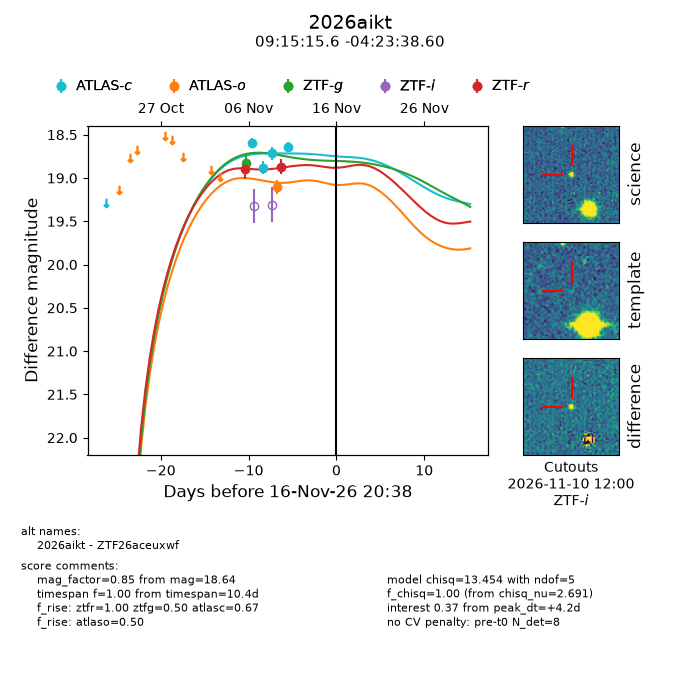 2026aikt
09:15:15.6 -04:23:38.60
ATLAS-c
ATLAS-o
ZTF-g
ZTF-i
ZTF-r
27 Oct
06 Nov
16 Nov
26 Nov
18.5
19.0
19.5
20.0
20.5
21.0
21.5
22.0
Difference magnitude
−20
−10
0
10
Days before 16-Nov-26 20:38
science
template
difference
Cutouts
2026-11-10 12:00
ZTF-i
alt names:
2026aikt - ZTF26aceuxwf
score comments:
mag_factor=0.85 from mag=18.64
timespan f=1.00 from timespan=10.4d
f_rise: ztfr=1.00 ztfg=0.50 atlasc=0.67
f_rise: atlaso=0.50
model chisq=13.454 with ndof=5
f_chisq=1.00 (from chisq_nu=2.691)
interest 0.37 from peak_dt=+4.2d
no CV penalty: pre-t0 N_det=8